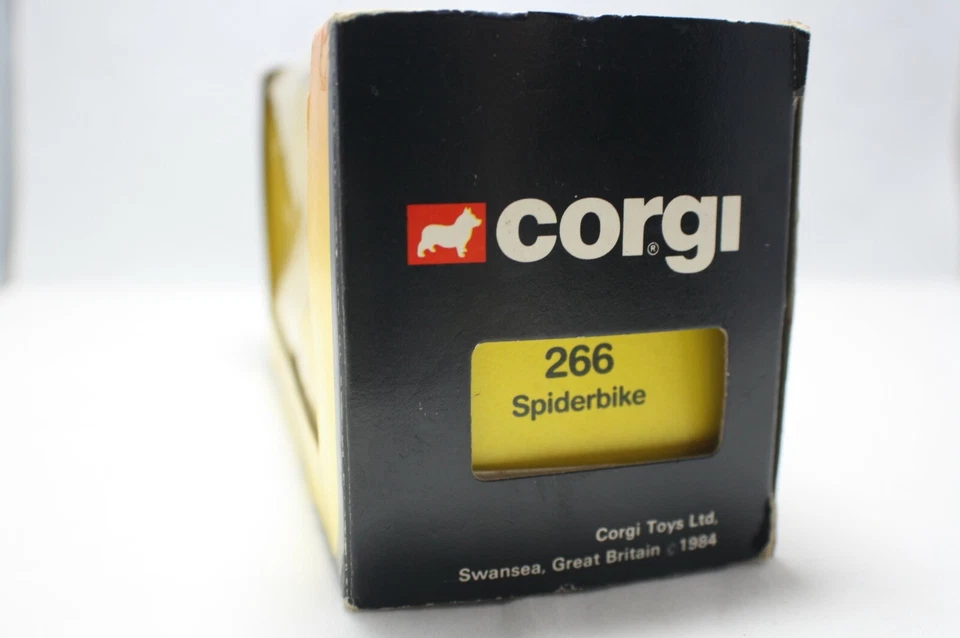 corgi®
266
Spiderbike
Corgi Toys Ltd.
Swansea, Great Britain © 1984